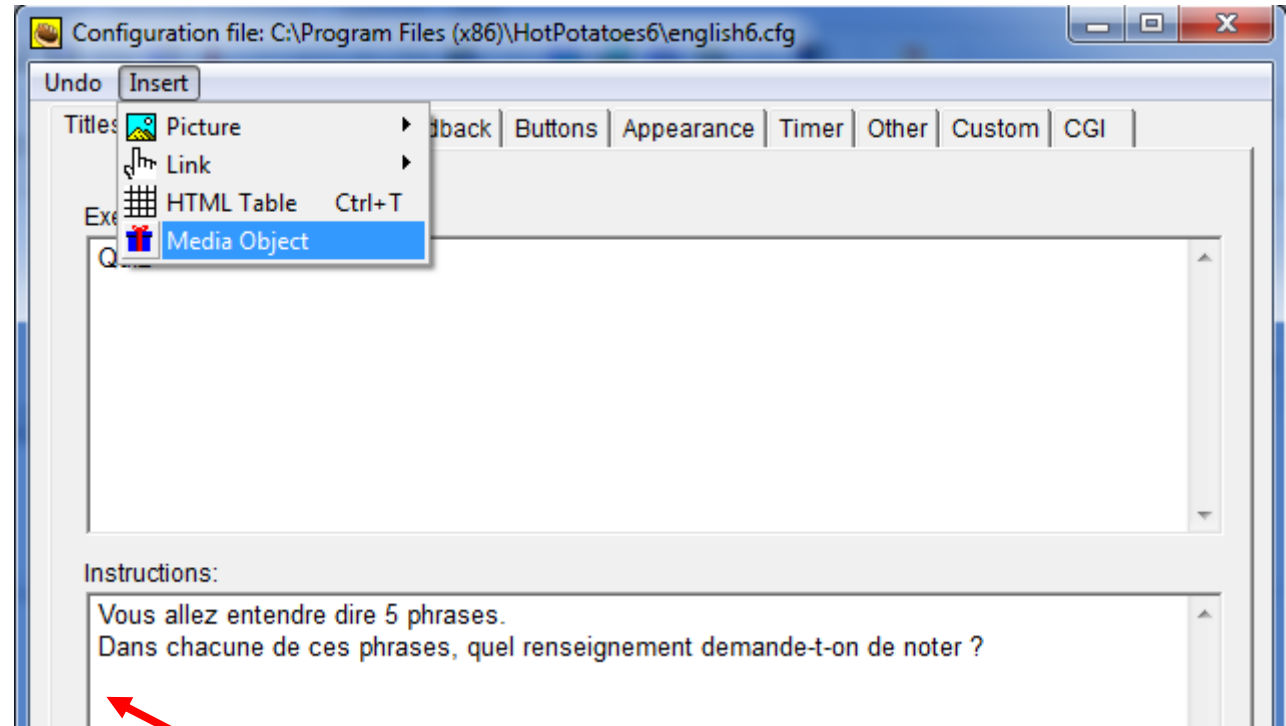 Configuration file: C:\Program Files (x86)\HotPotatoes6\english6.cfg
Undo Insert
Titles dback Buttons Appearance Timer Other Custom CGI
Picture
Link
HTML Table Ctrl+T
Media Object
Instructions:
Vous allez entendre dire 5 phrases.
Dans chacune de ces phrases, quel renseignement demande-t-on de noter ?